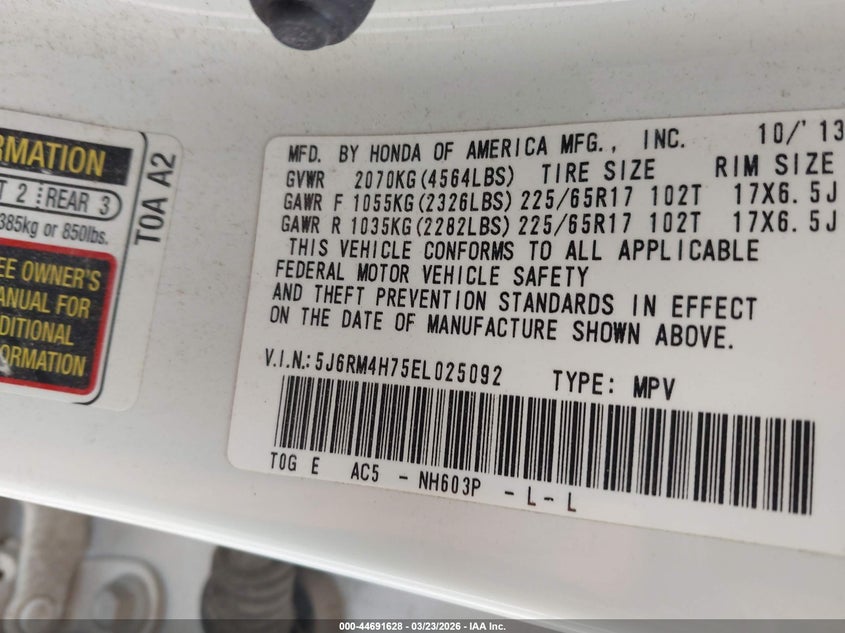 RMATION
T 2 REAR 3
385kg or 850lbs.
EE OWNER'S
ANUAL FOR
DDITIONAL
FORMATION
T0A A2
MFD. BY HONDA OF AMERICA MFG., INC. 10/'13
GVWR 2070KG(4564LBS) TIRE SIZE RIM SIZE
GAWR F 1055KG(2326LBS) 225/65R17 102T 17X6.5J
GAWR R 1035KG(2282LBS) 225/65R17 102T 17X6.5J
THIS VEHICLE CONFORMS TO ALL APPLICABLE
FEDERAL MOTOR VEHICLE SAFETY
AND THEFT PREVENTION STANDARDS IN EFFECT
ON THE DATE OF MANUFACTURE SHOWN ABOVE.
V.I.N.: 5J6RM4H75EL025092 TYPE: MPV
T0G E AC5 - NH603P - L - L
000-44691628 - 03/23/2026 - IAA Inc.